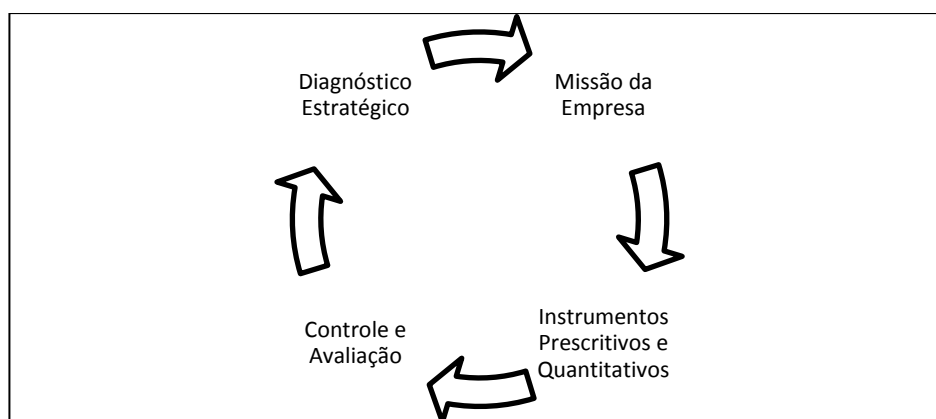 Diagnóstico
Estratégico
Missão da
Empresa
Instrumentos
Prescritivos e
Quantitativos
Controle e
Avaliação